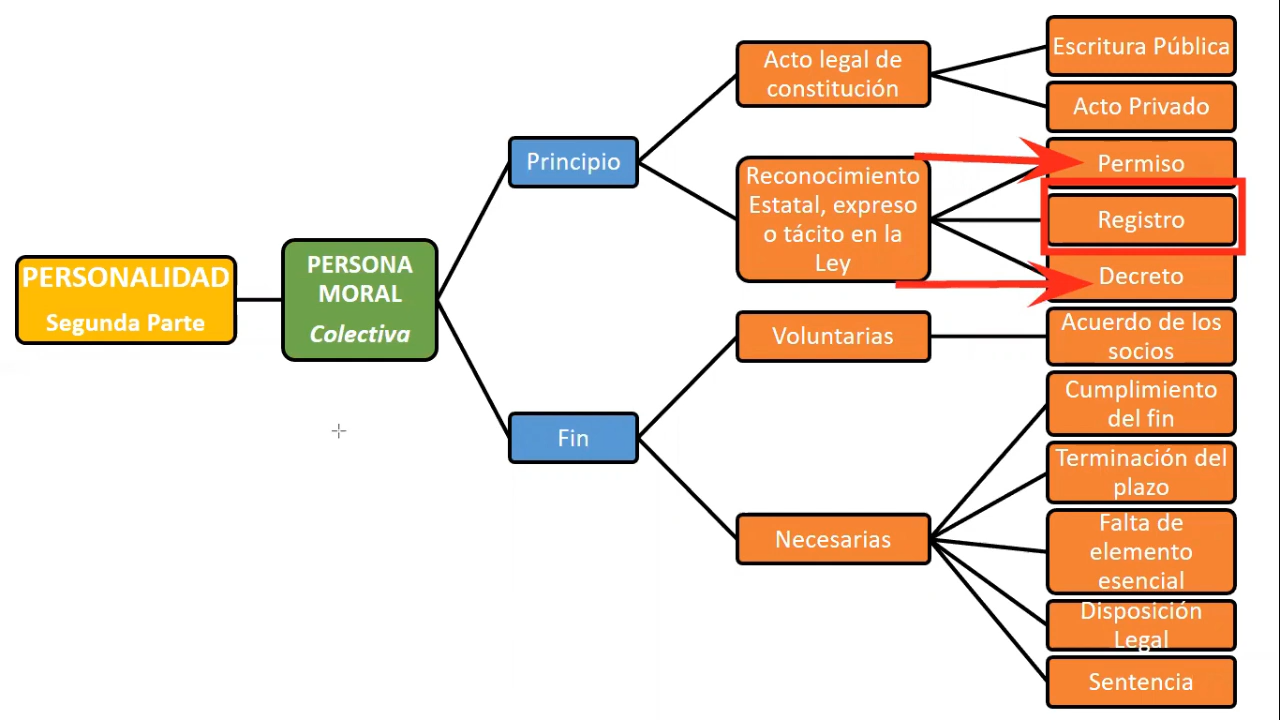 PERSONALIDAD
Segunda Parte
PERSONA
MORAL
Colectiva
Principio
Fin
Acto legal de
constitución
Reconocimiento
Estatal, expreso
o tácito en la
Ley
Voluntarias
Necesarias
Escritura Pública
Acto Privado
Permiso
Registro
Decreto
Acuerdo de los
socios
Cumplimiento
del fin
Terminación del
plazo
Falta de
elemento
esencial
Disposición
Legal
Sentencia